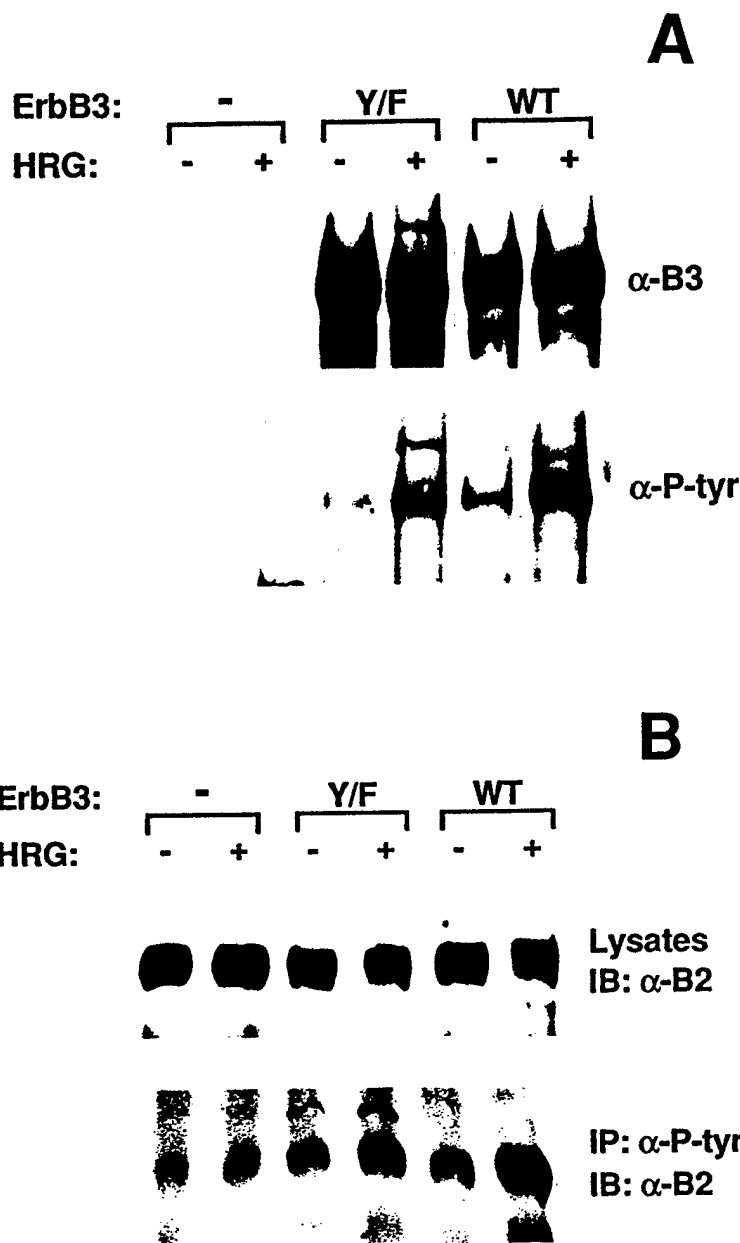 A
ErbB3: - Y/F WT
HRG: - + - + - +
α-B3
α-P-tyr
B
ErbB3: - Y/F WT
HRG: - + - + - +
Lysates
IB: α-B2
IP: α-P-tyr
IB: α-B2